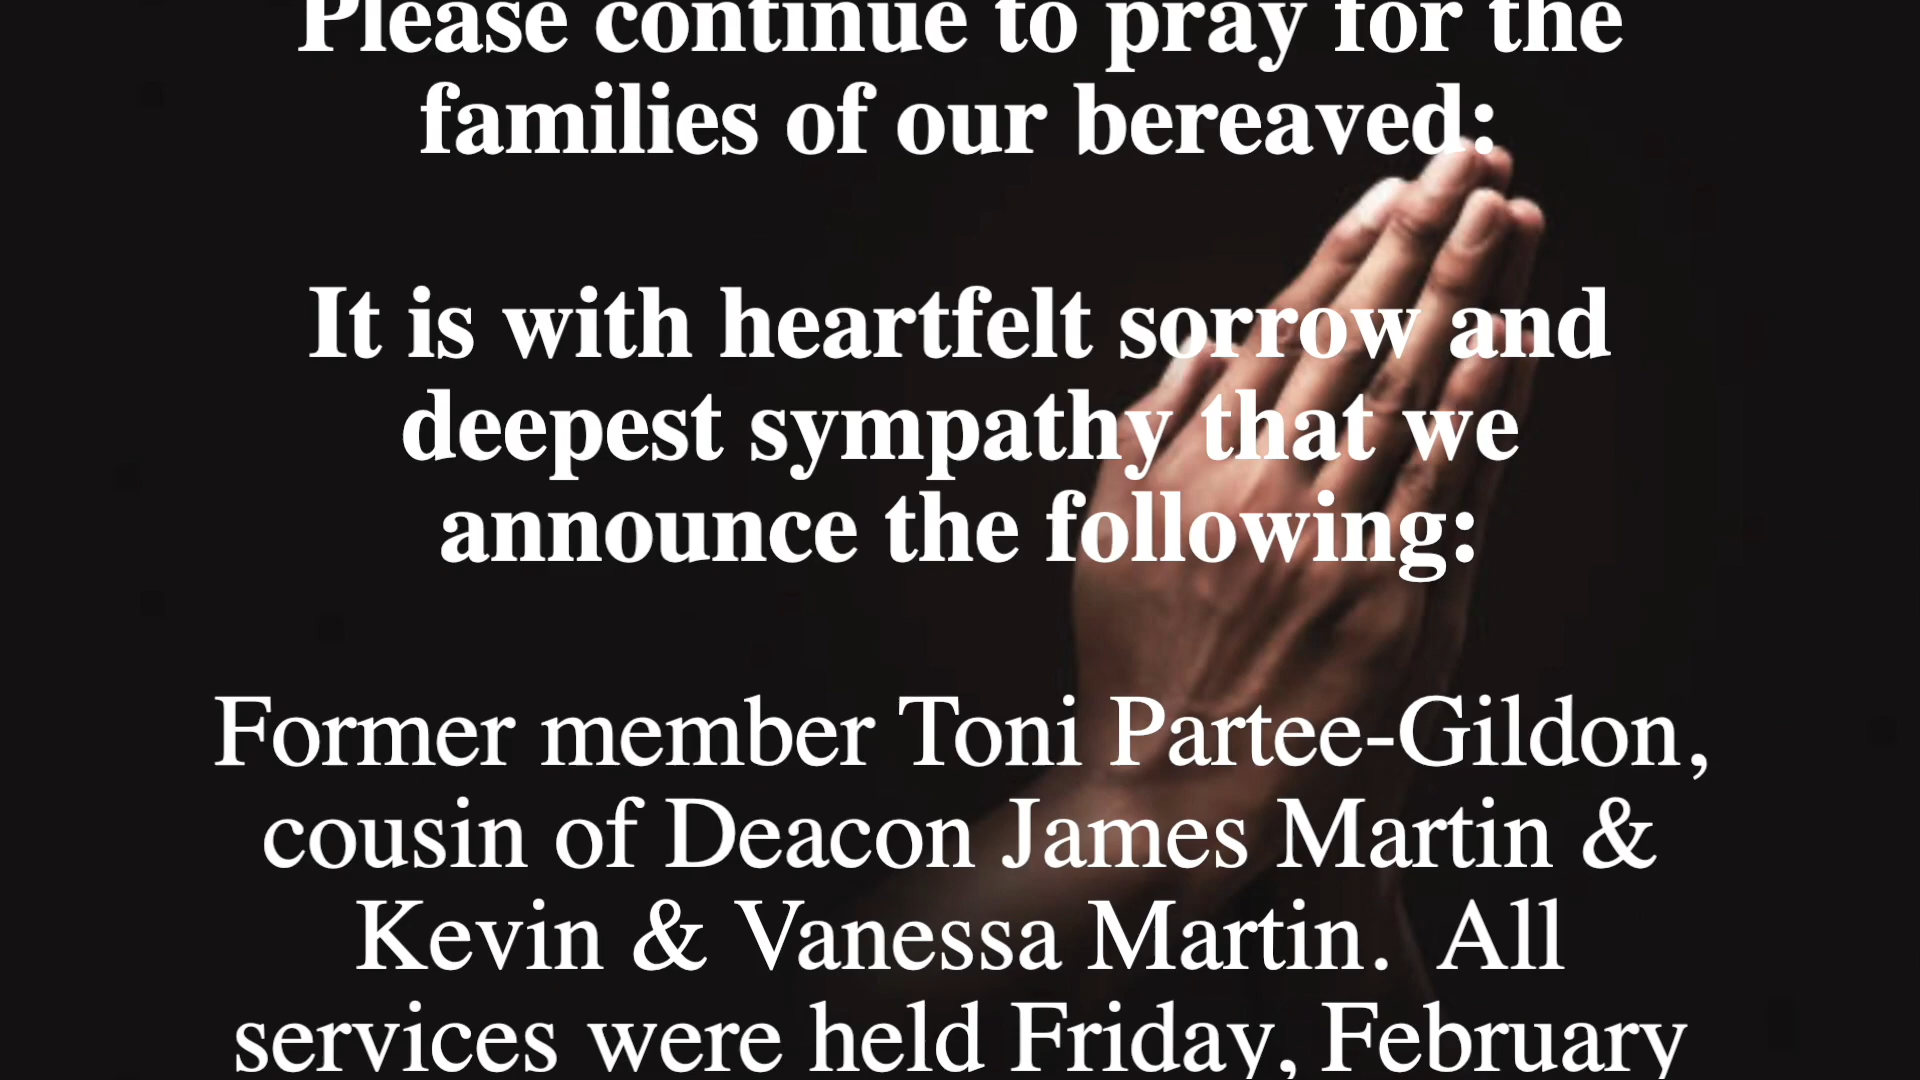 Please continue to pray for the
families of our bereaved:
It is with heartfelt sorrow and
deepest sympathy that we
announce the following:
Former member Toni Partee-Gildon,
cousin of Deacon James Martin &
Kevin & Vanessa Martin. All
services were held Friday, February